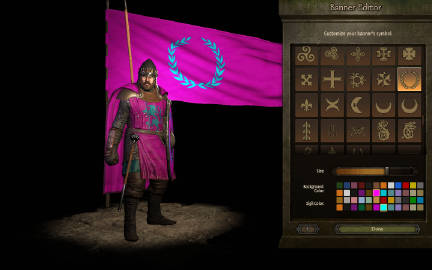 Banner Editor
Customize your banner's symbol.
Size
Background
Color:
Sigil Color:
Done